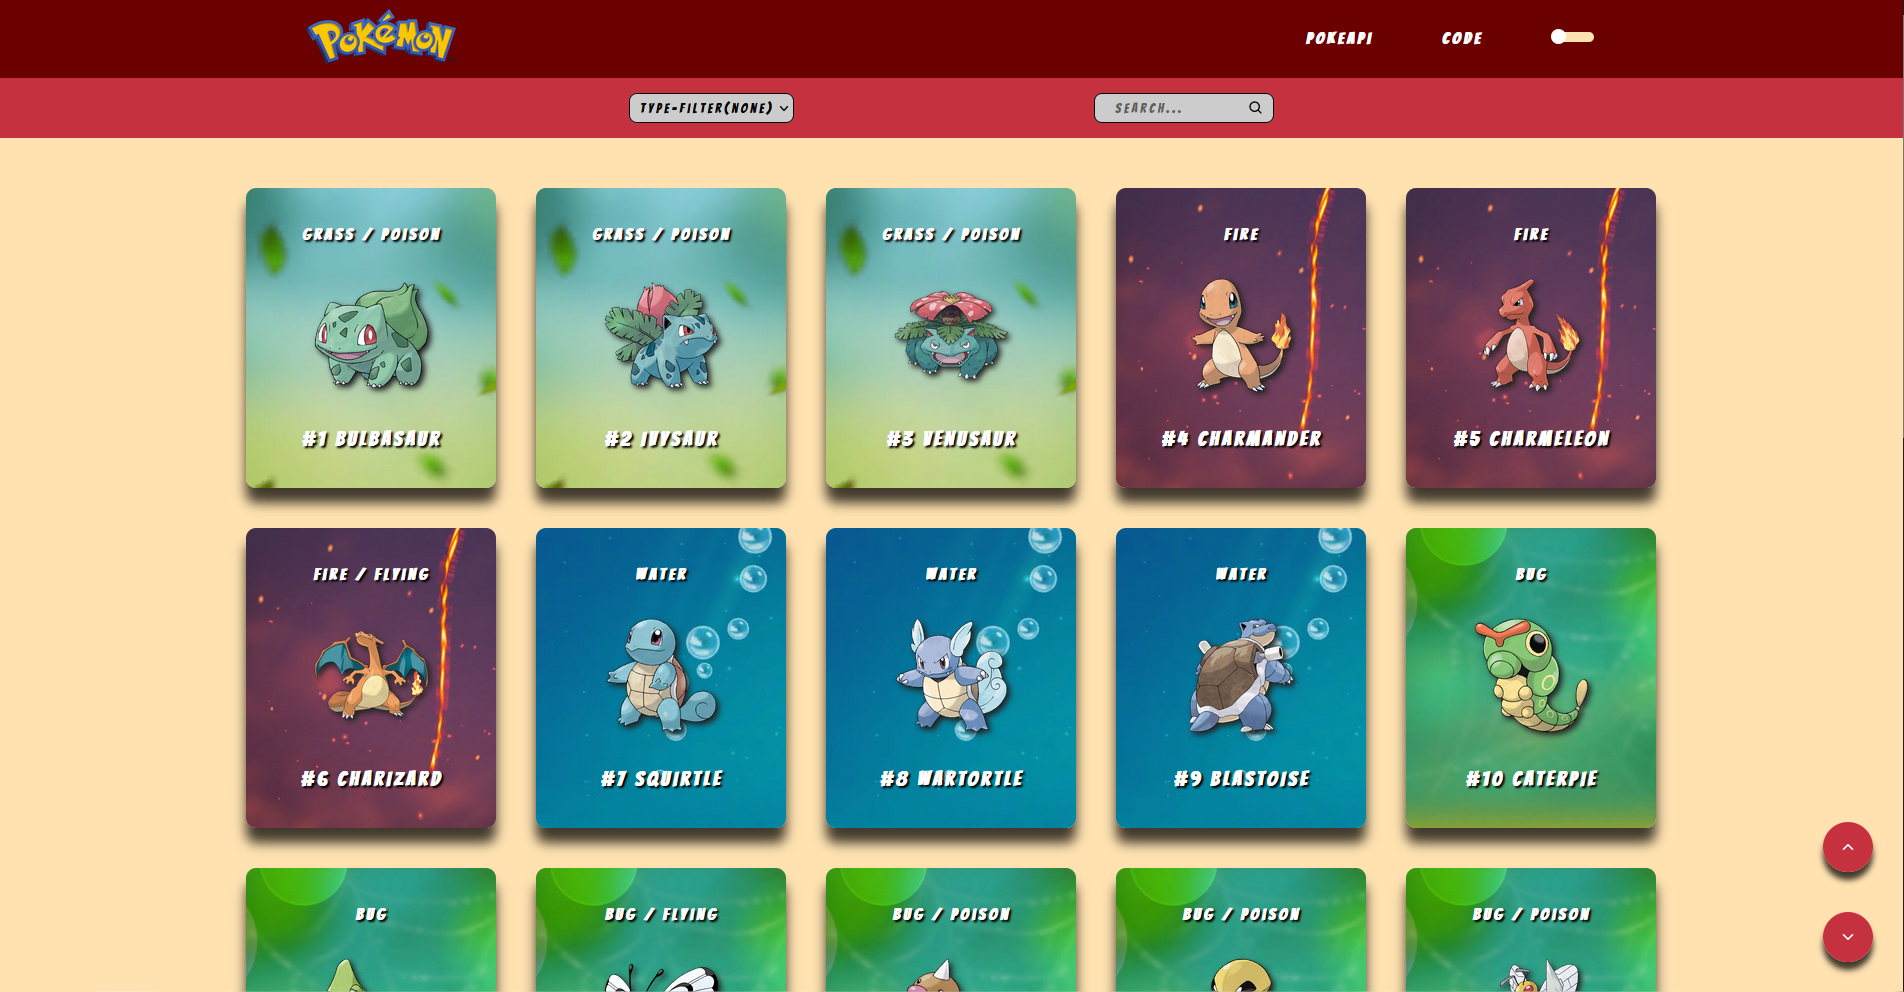 POKÉMON
POKEAPI
CODE
TYPE-FILTER(NONE)
SEARCH...
GRASS / POISON
GRASS / POISON
GRASS / POISON
FIRE
FIRE
#1 BULBASAUR
#2 IVYSAUR
#3 VENUSAUR
#4 CHARMANDER
#5 CHARMELEON
FIRE / FLYING
WATER
WATER
WATER
BUG
#6 CHARIZARD
#7 SQUIRTLE
#8 WARTORTLE
#9 BLASTOISE
#10 CATERPIE
BUG
BUG / FLYING
BUG / POISON
BUG / POISON
BUG / POISON